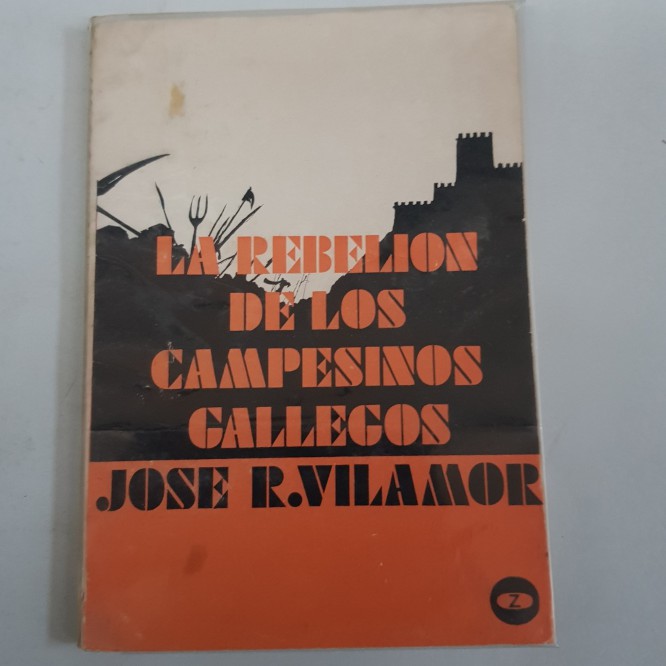 LA REBELION
DE LOS
CAMPESINOS
GALLEGOS
JOSE R.VILAMOR
Z